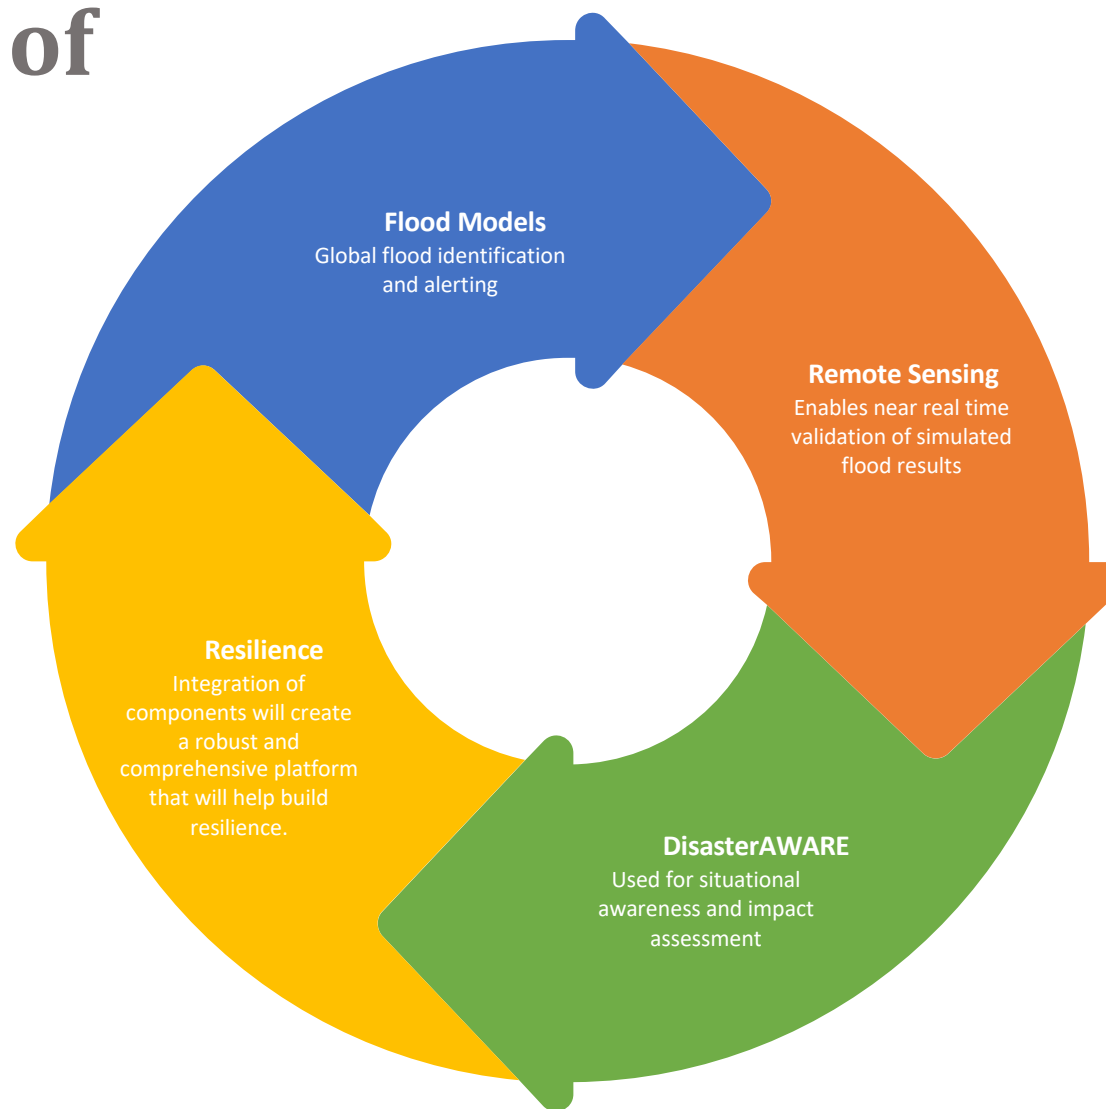 of
Flood Models
Global flood identification
and alerting
Remote Sensing
Enables near real time
validation of simulated
flood results
DisasterAWARE
Used for situational
awareness and impact
assessment
Resilience
Integration of
components will create
a robust and
comprehensive platform
that will help build
resilience.